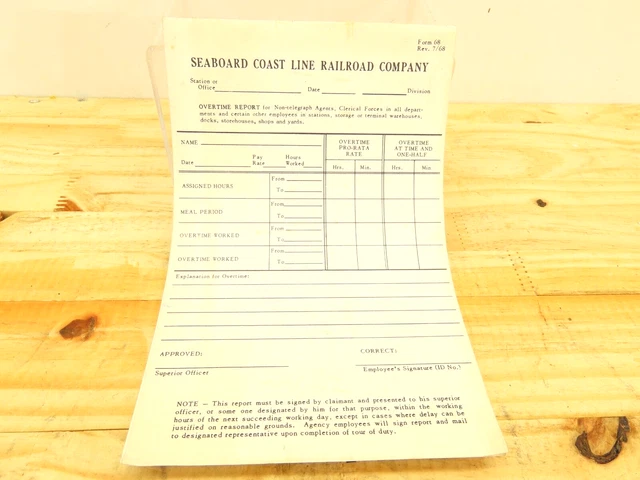 Form 68
Rev. 7/68
SEABOARD COAST LINE RAILROAD COMPANY
Station or
Office Date Division
OVERTIME REPORT for Non-telegraph Agents, Clerical Forces in all depart-
ments and certain other employees in stations, storage or terminal warehouses,
docks, storehouses, shops and yards.
NAME
Date Pay Rate Hours Worked
OVERTIME PRO-RATA RATE
OVERTIME AT TIME AND ONE-HALF
Hrs. Min. Hrs. Min.
ASSIGNED HOURS From
To
MEAL PERIOD From
To
OVERTIME WORKED From
To
OVERTIME WORKED From
To
Explanation for Overtime:
APPROVED: CORRECT:
Superior Officer Employee's Signature (ID No.)
NOTE — This report must be signed by claimant and presented to his superior
officer, or some one designated by him for that purpose, within the working
hours of the next succeeding working day, except in cases where delay can be
justified on reasonable grounds. Agency employees will sign report and mail
to designated representative upon completion of tour of duty.